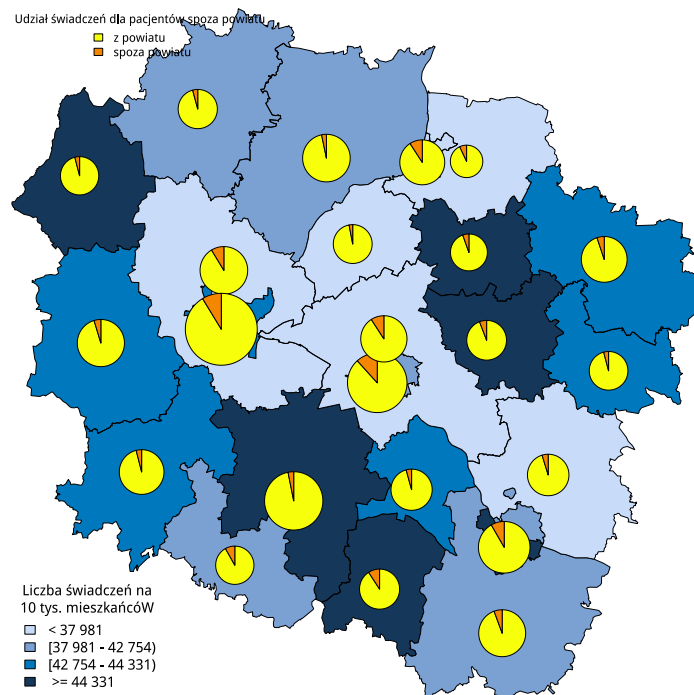 Udział świadczeń dla pacjentów spoza powiatu
z powiatu
spoza powiatu
Liczba świadczeń na
10 tys. mieszkańcóW
< 37 981
[37 981 - 42 754)
[42 754 - 44 331)
>= 44 331